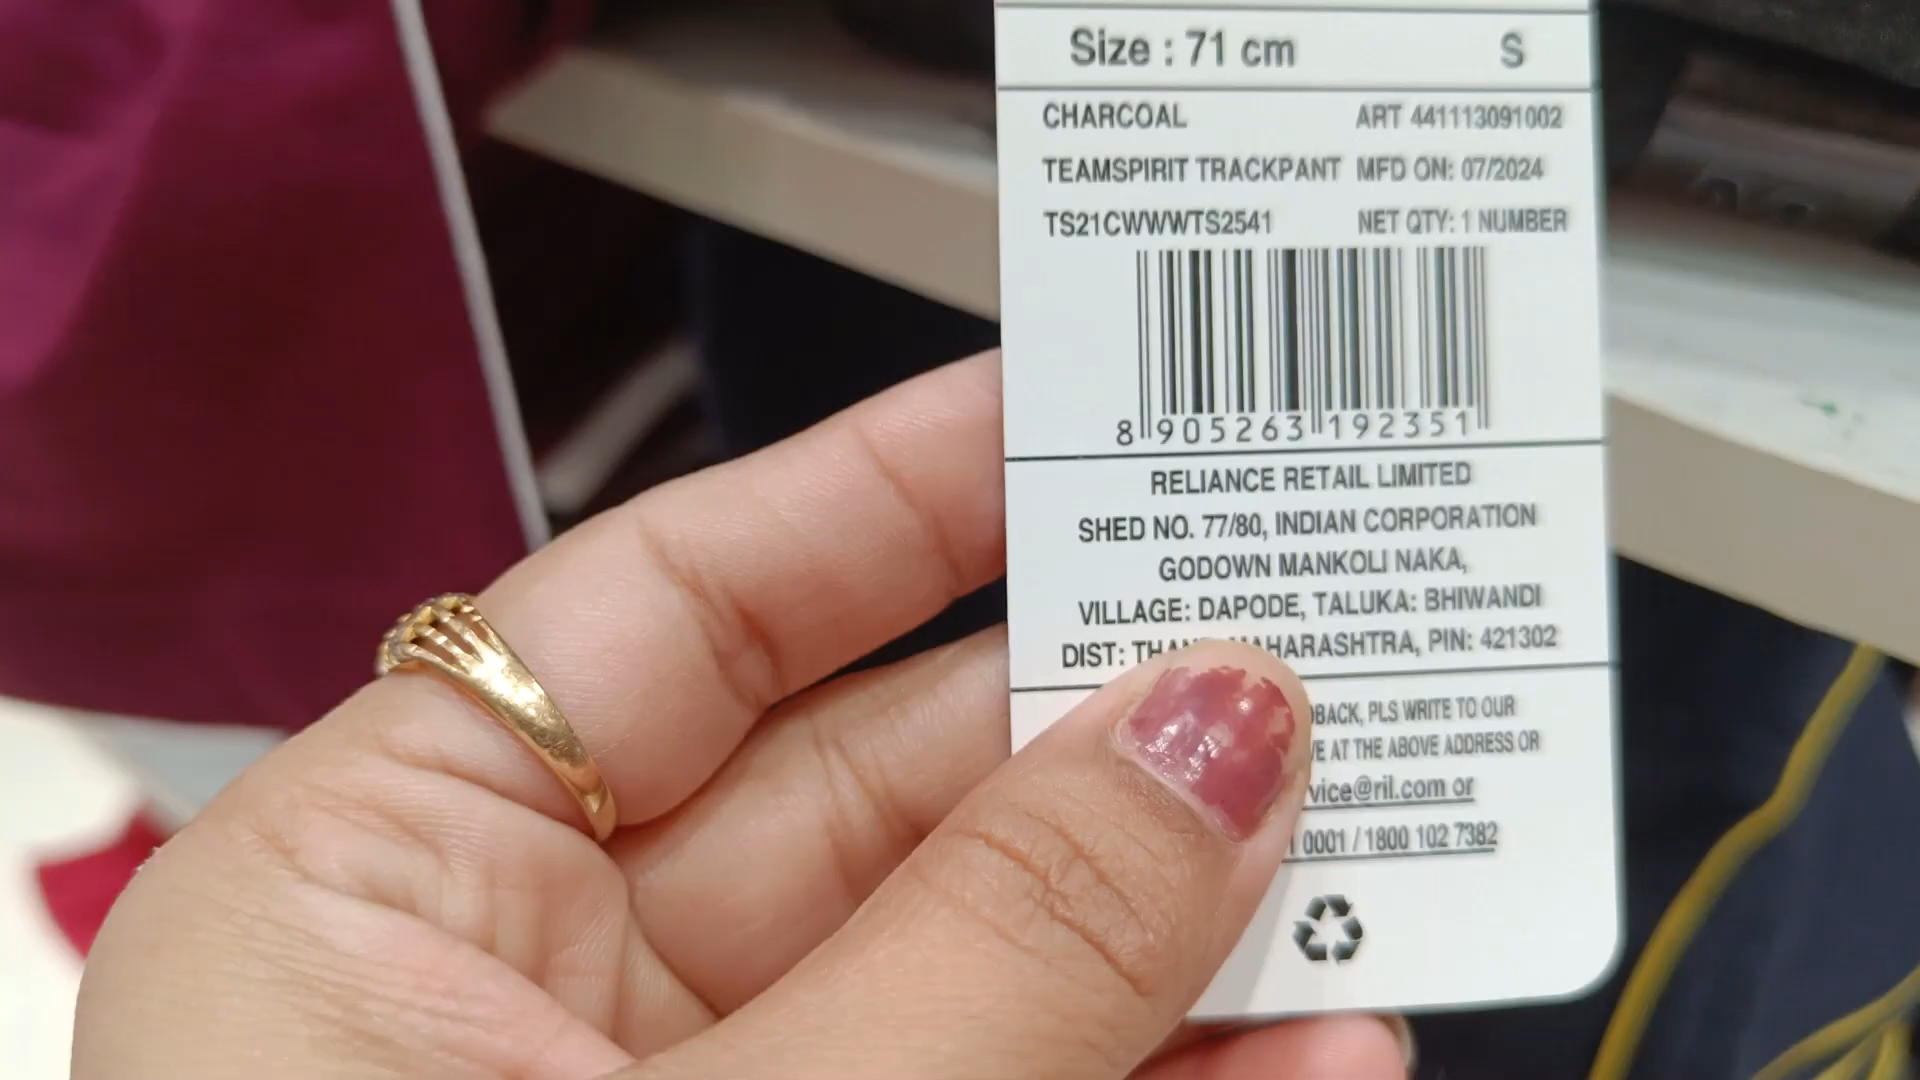 Size : 71 cm S
CHARCOAL ART 441113091002
TEAMSPIRIT TRACKPANT MFD ON: 07/2024
TS21CWWWTS2541 NET QTY: 1 NUMBER
8 905263 192351
RELIANCE RETAIL LIMITED
SHED NO. 77/80, INDIAN CORPORATION
GODOWN MANKOLI NAKA,
VILLAGE: DAPODE, TALUKA: BHIWANDI
DIST: MAHARASHTRA, PIN: 421302
PLS WRITE TO OUR
AT THE ABOVE ADDRESS OR
@ril.com or
0001 / 1800 102 7382